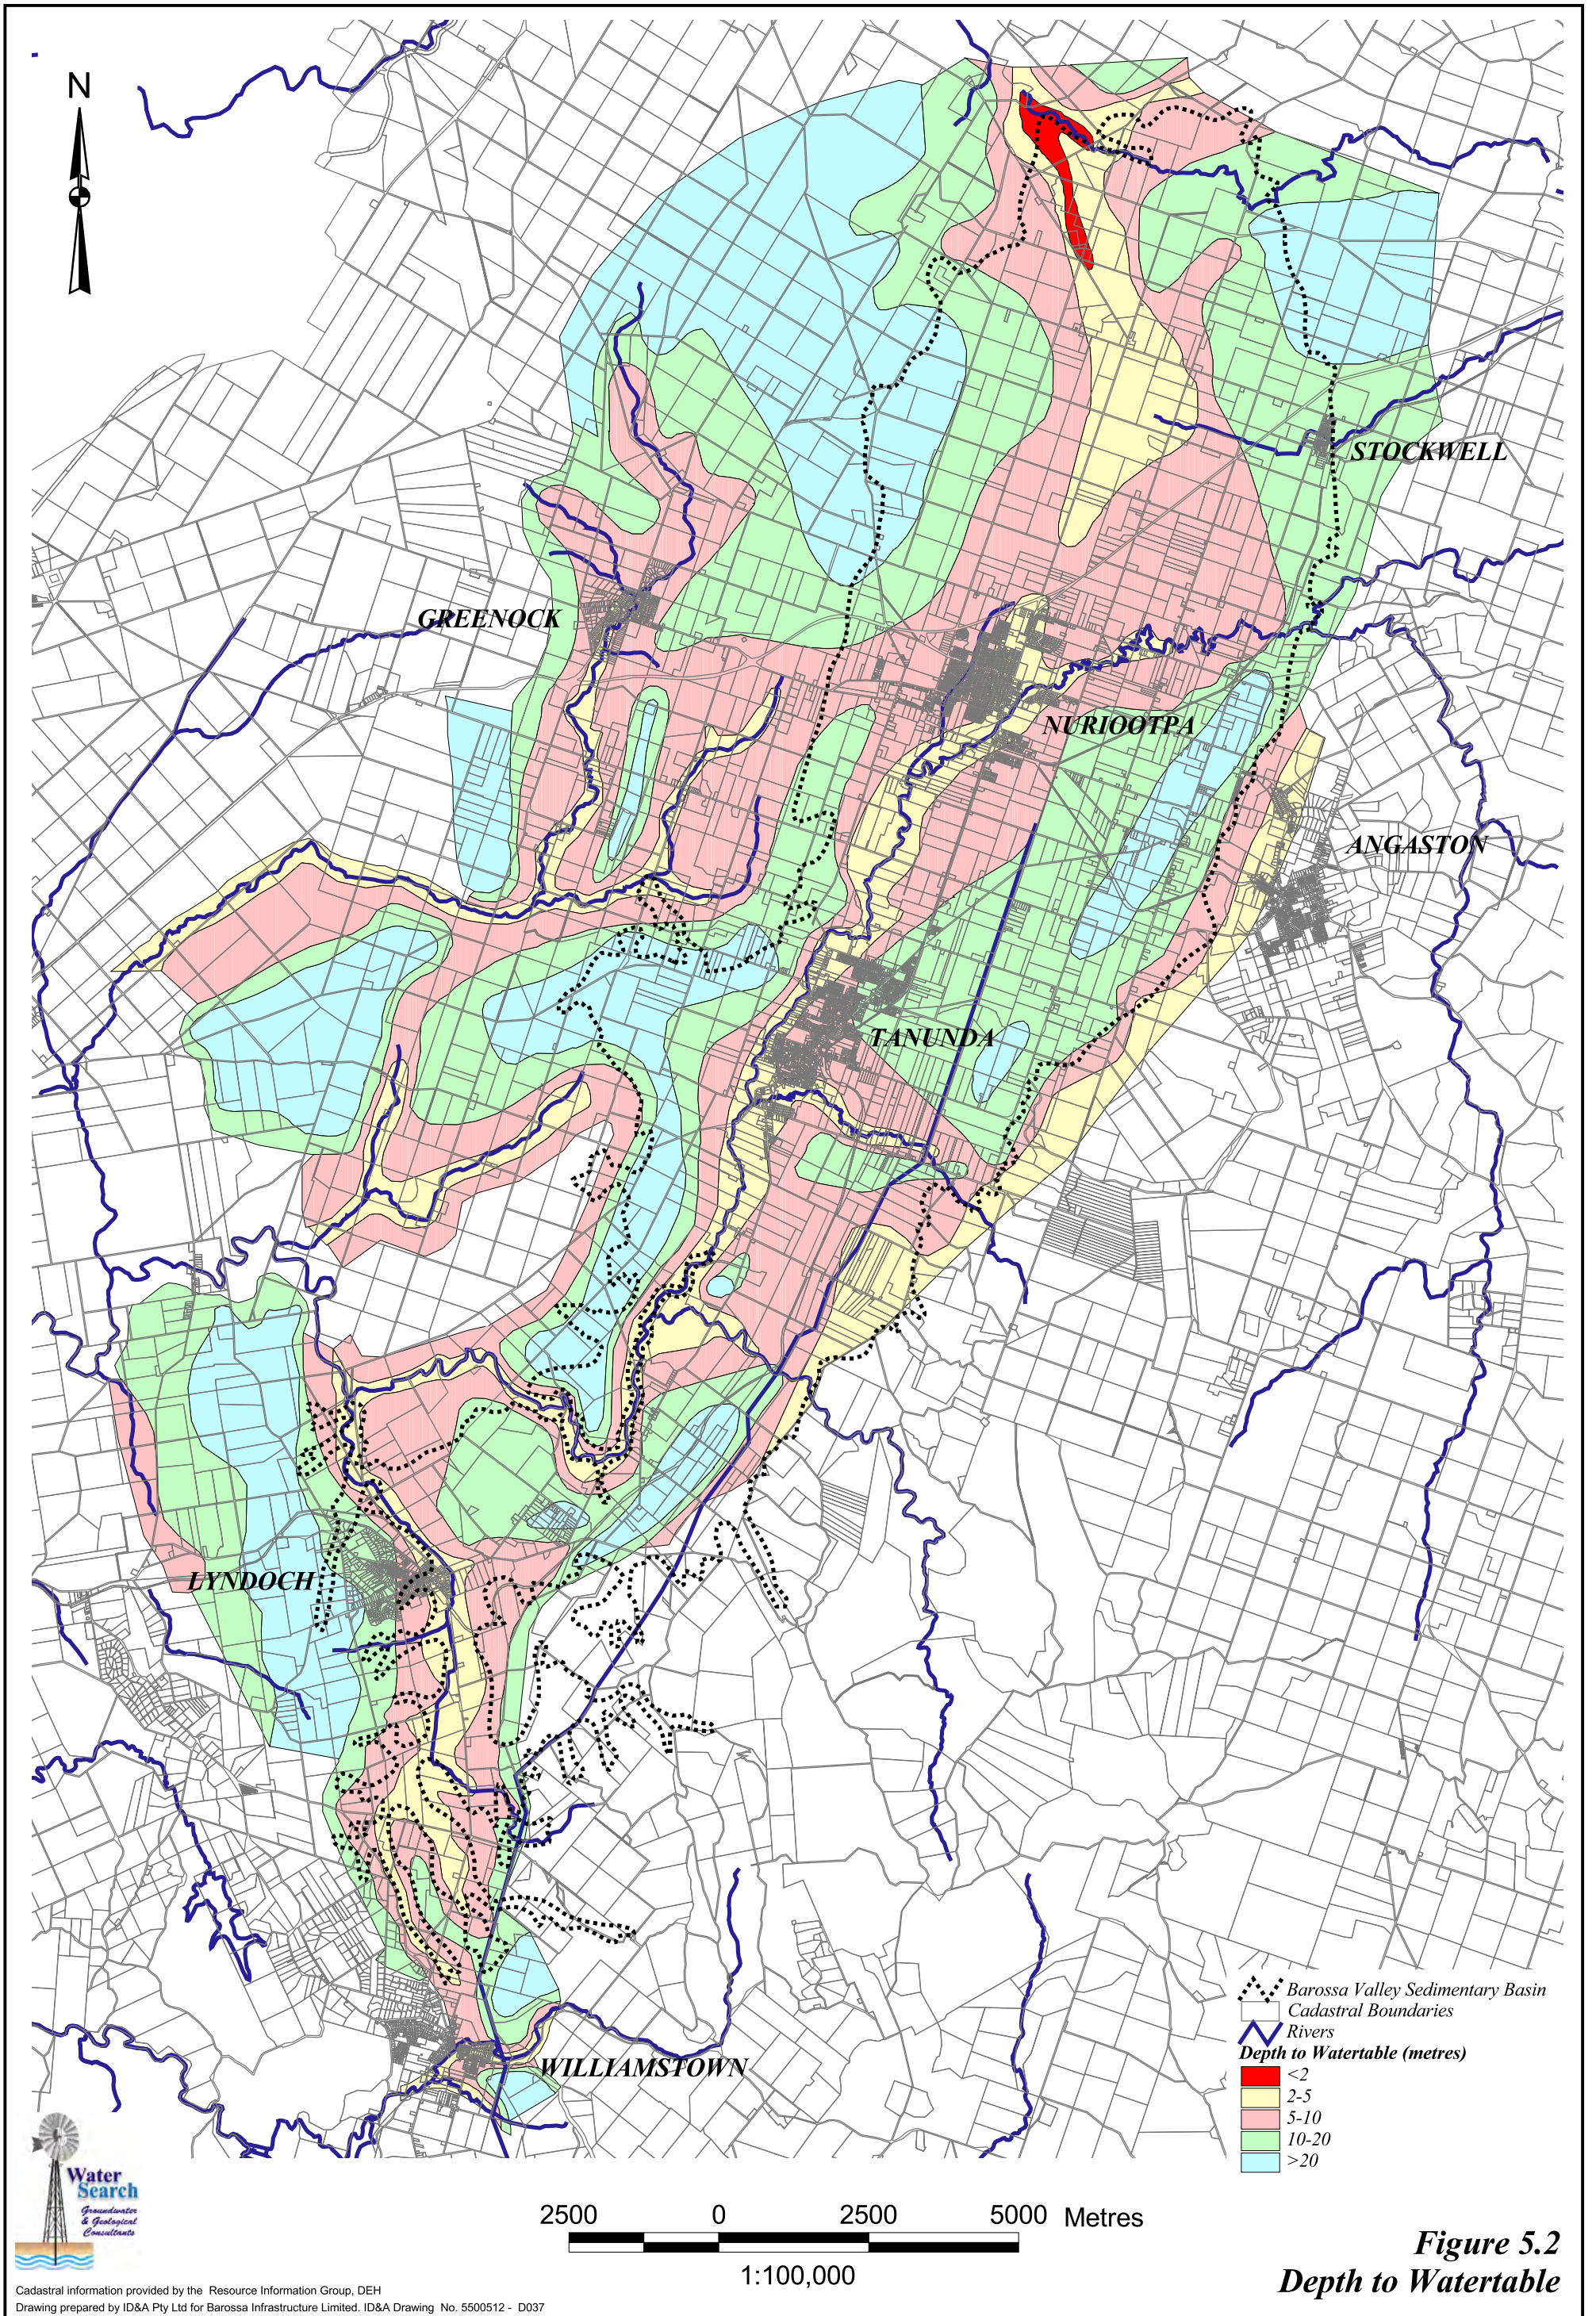 N
STOCKWELL
GREENOCK
NURIOOTPA
ANGASTON
TANUNDA
LYNDOCH
WILLIAMSTOWN
Barossa Valley Sedimentary Basin
Cadastral Boundaries
Rivers
Depth to Watertable (metres)
<2
2-5
5-10
10-20
>20
Water
Search
Groundwater
& Geological
Consultants
2500 0 2500 5000 Metres
1:100,000
Figure 5.2
Depth to Watertable
Cadastral information provided by the Resource Information Group, DEH
Drawing prepared by ID&A Pty Ltd for Barossa Infrastructure Limited. ID&A Drawing No. 5500512 - D037